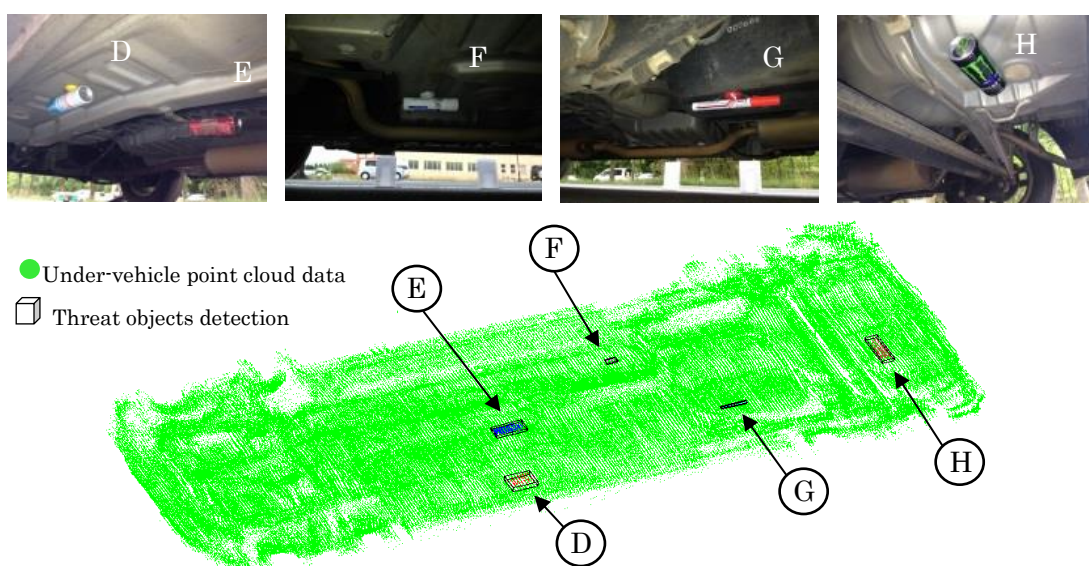 D
E
F
G
H
Under-vehicle point cloud data
Threat objects detection
F
E
H
G
D